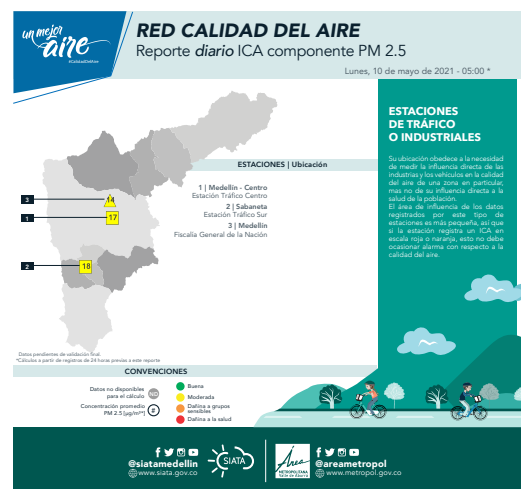 un mejor
aire
#CalidadDelAire
RED CALIDAD DEL AIRE
Reporte diario ICA componente PM 2.5
Lunes, 10 de mayo de 2021 - 05:00 *
ESTACIONES | Ubicación
1 | Medellín - Centro
Estación Tráfico Centro
2 | Sabaneta
Estación Tráfico Sur
3 | Medellín
Fiscalía General de la Nación
3
14
1
17
2
18
ESTACIONES
DE TRÁFICO
O INDUSTRIALES
Su ubicación obedece a la necesidad
de medir la influencia directa de las
industrias y los vehículos en la calidad
del aire de una zona en particular,
mas no de su influencia directa a la
salud de la población.
El área de influencia de los datos
registrados por este tipo de
estaciones es más pequeña, así que
si la estación registra un ICA en
escala roja o naranja, esto no debe
ocasionar alarma con respecto a la
calidad del aire.
Datos pendientes de validación final.
*Cálculos a partir de registros de 24 horas previas a este reporte
CONVENCIONES
Datos no disponibles
para el cálculo
ND
Concentración promedio
PM 2.5 (µg/m³*)
#
Buena
Moderada
Dañina a grupos
sensibles
Dañina a la salud
@siatamedellin
www.siata.gov.co
SIATA
Área
METROPOLITANA
Valle de Aburrá
@areametropol
www.metropol.gov.co